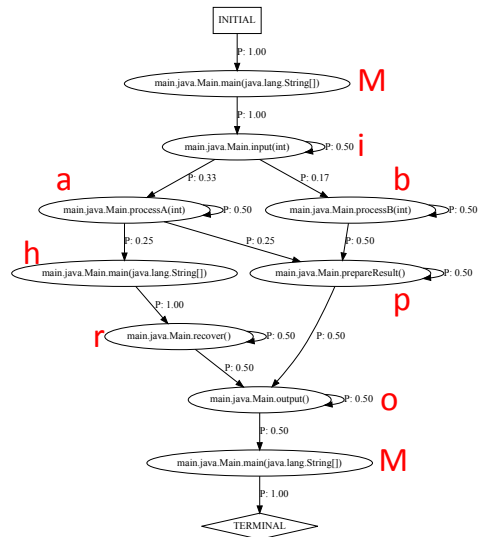 INITIAL
P: 1.00
main.java.Main.main(java.lang.String[])
M
P: 1.00
main.java.Main.input(int)
P: 0.50
i
P: 0.33
P: 0.17
a
b
main.java.Main.processA(int)
P: 0.50
main.java.Main.processB(int)
P: 0.50
P: 0.25
P: 0.25
P: 0.50
h
main.java.Main.main(java.lang.String[])
main.java.Main.prepareResult()
P: 0.50
p
P: 1.00
r
main.java.Main.recover()
P: 0.50
P: 0.50
P: 0.50
main.java.Main.output()
P: 0.50
o
P: 0.50
main.java.Main.main(java.lang.String[])
M
P: 1.00
TERMINAL